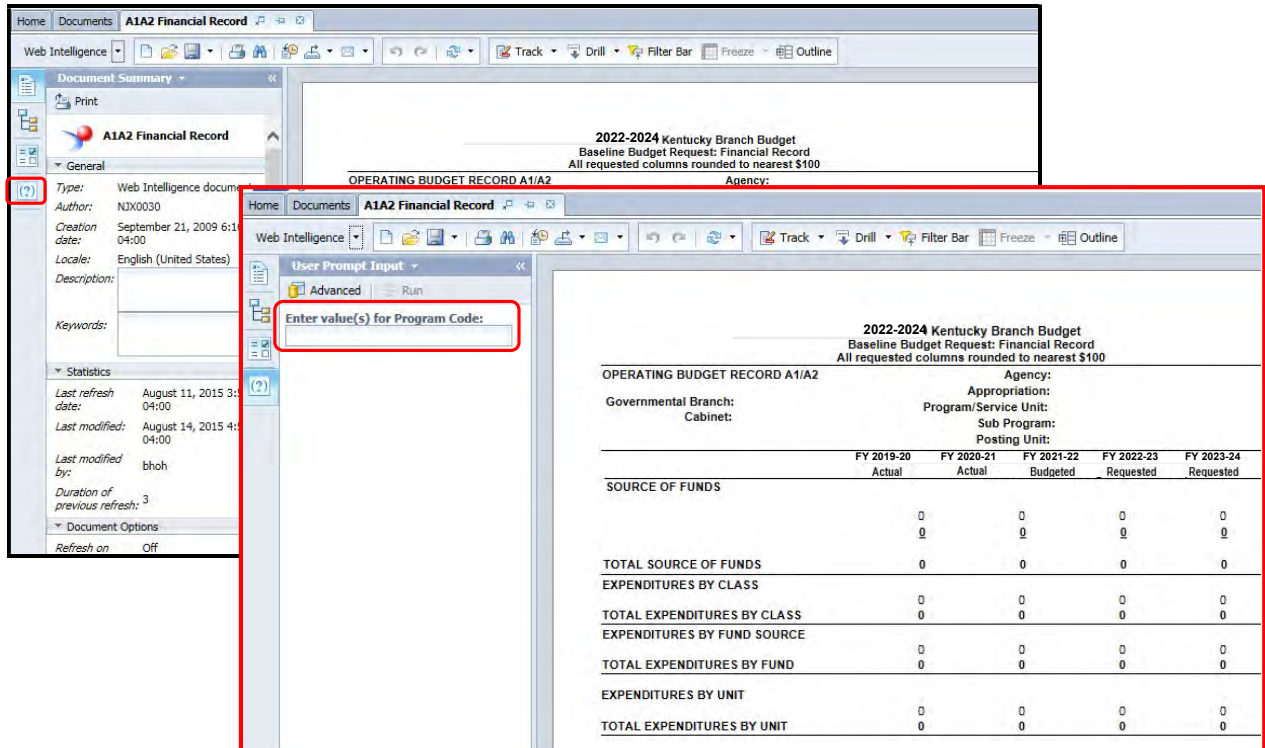 Home Documents A1A2 Financial Record
Web Intelligence Track Drill Filter Bar Freeze Outline
Document Summary
Print
A1A2 Financial Record
General
Type: Web Intelligence document
Author: NJX0030
Creation date: September 21, 2009 6:16
04:00
Locale: English (United States)
Description:
Keywords:
Statistics
Last refresh date: August 11, 2015 3:5
04:00
Last modified: August 14, 2015 4:5
04:00
Last modified by: bhoh
Duration of previous refresh: 3
Document Options
Refresh on Off
2022-2024 Kentucky Branch Budget
Baseline Budget Request: Financial Record
All requested columns rounded to nearest $100
OPERATING BUDGET RECORD A1/A2 Agency:
(?)
Home Documents A1A2 Financial Record
Web Intelligence Track Drill Filter Bar Freeze Outline
User Prompt Input
Advanced Run
Enter value(s) for Program Code:
(?)
2022-2024 Kentucky Branch Budget
Baseline Budget Request: Financial Record
All requested columns rounded to nearest $100
OPERATING BUDGET RECORD A1/A2 Agency:
Appropriation:
Governmental Branch: Program/Service Unit:
Cabinet: Sub Program:
Posting Unit:
FY 2019-20 FY 2020-21 FY 2021-22 FY 2022-23 FY 2023-24
Actual Actual Budgeted Requested Requested
SOURCE OF FUNDS
0 0 0 0
0 0 0 0
TOTAL SOURCE OF FUNDS 0 0 0 0
EXPENDITURES BY CLASS
0 0 0 0
TOTAL EXPENDITURES BY CLASS 0 0 0 0
EXPENDITURES BY FUND SOURCE
0 0 0 0
TOTAL EXPENDITURES BY FUND 0 0 0 0
EXPENDITURES BY UNIT
0 0 0 0
TOTAL EXPENDITURES BY UNIT 0 0 0 0